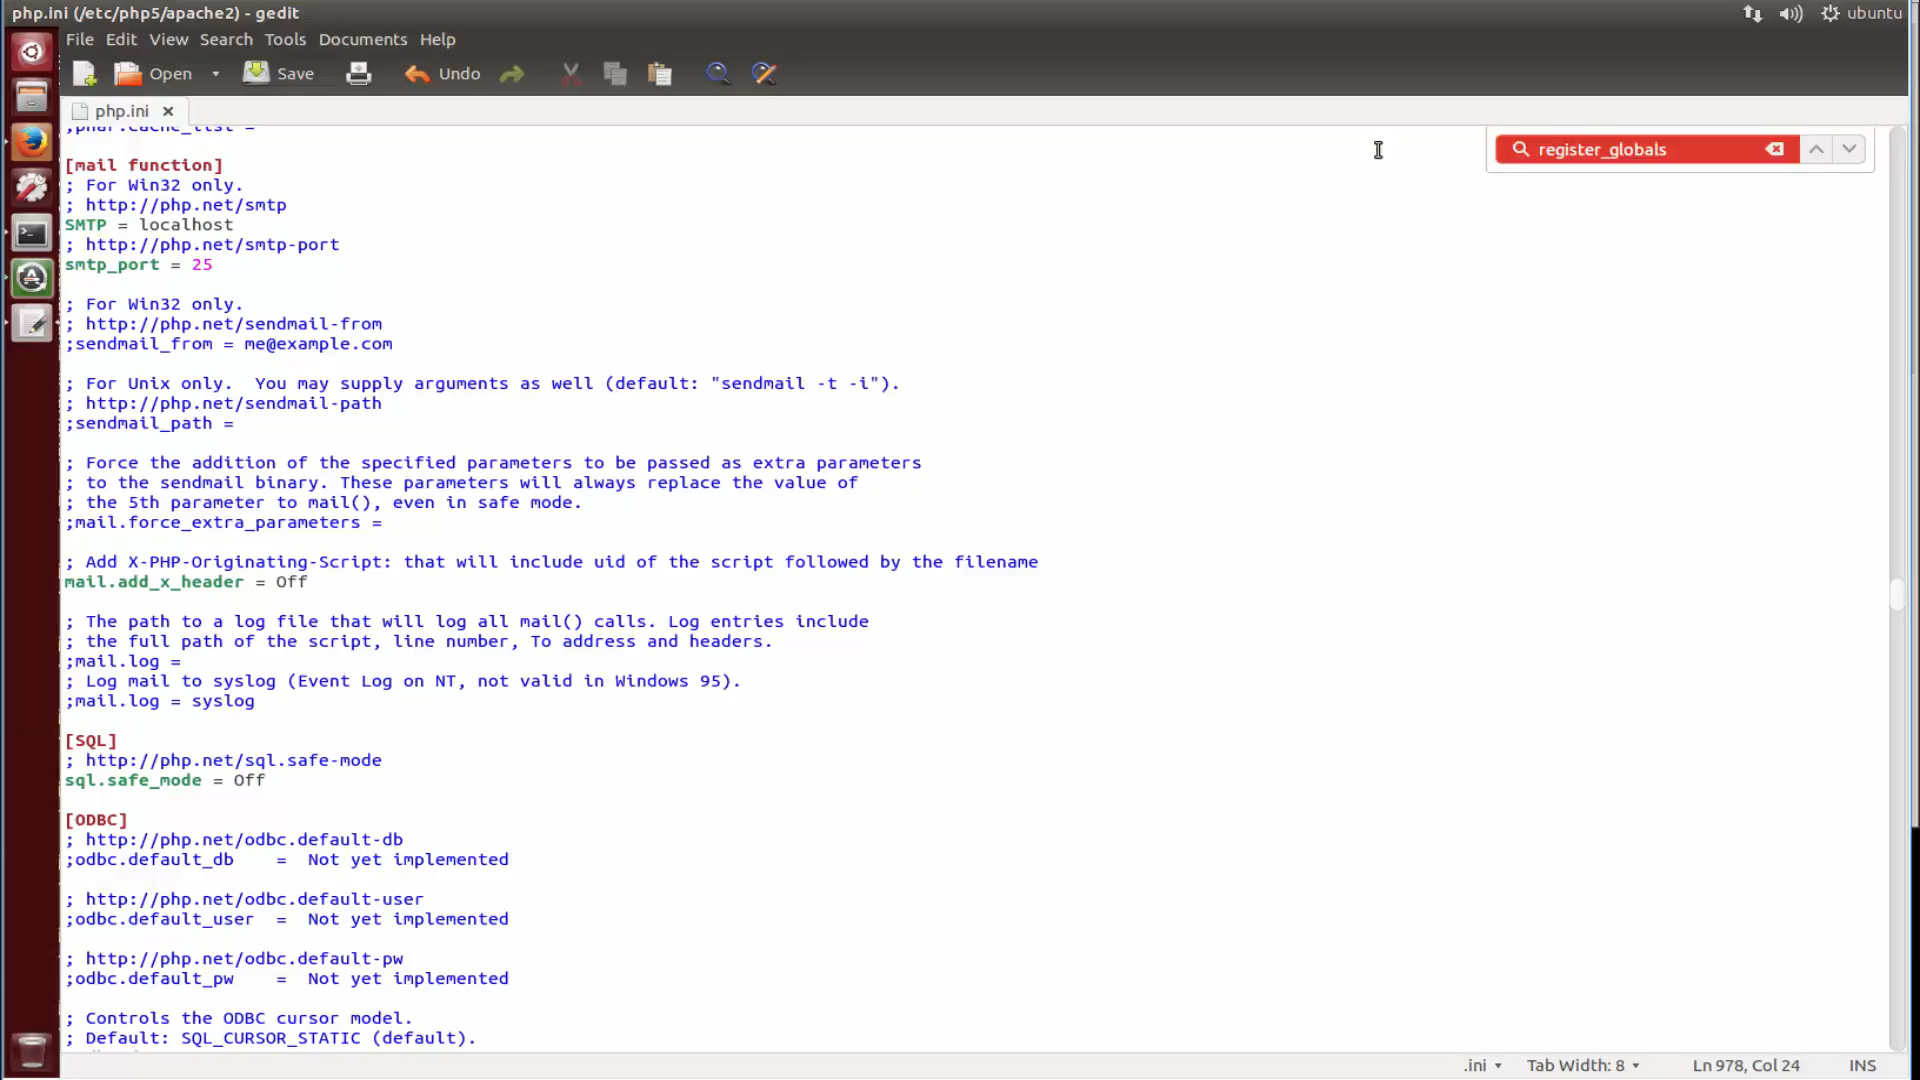 php.ini (/etc/php5/apache2) - gedit
ubuntu
File Edit View Search Tools Documents Help
Open Save Undo
php.ini
register_globals
;phar.cache_list =
[mail function]
; For Win32 only.
; http://php.net/smtp
SMTP = localhost
; http://php.net/smtp-port
smtp_port = 25
; For Win32 only.
; http://php.net/sendmail-from
;sendmail_from = me@example.com
; For Unix only.  You may supply arguments as well (default: "sendmail -t -i").
; http://php.net/sendmail-path
;sendmail_path =
; Force the addition of the specified parameters to be passed as extra parameters
; to the sendmail binary. These parameters will always replace the value of
; the 5th parameter to mail(), even in safe mode.
;mail.force_extra_parameters =
; Add X-PHP-Originating-Script: that will include uid of the script followed by the filename
mail.add_x_header = Off
; The path to a log file that will log all mail() calls. Log entries include
; the full path of the script, line number, To address and headers.
;mail.log =
; Log mail to syslog (Event Log on NT, not valid in Windows 95).
;mail.log = syslog
[SQL]
; http://php.net/sql.safe-mode
sql.safe_mode = Off
[ODBC]
; http://php.net/odbc.default-db
;odbc.default_db    =  Not yet implemented
; http://php.net/odbc.default-user
;odbc.default_user  =  Not yet implemented
; http://php.net/odbc.default-pw
;odbc.default_pw    =  Not yet implemented
; Controls the ODBC cursor model.
; Default: SQL_CURSOR_STATIC (default).
.ini Tab Width: 8 Ln 978, Col 24 INS